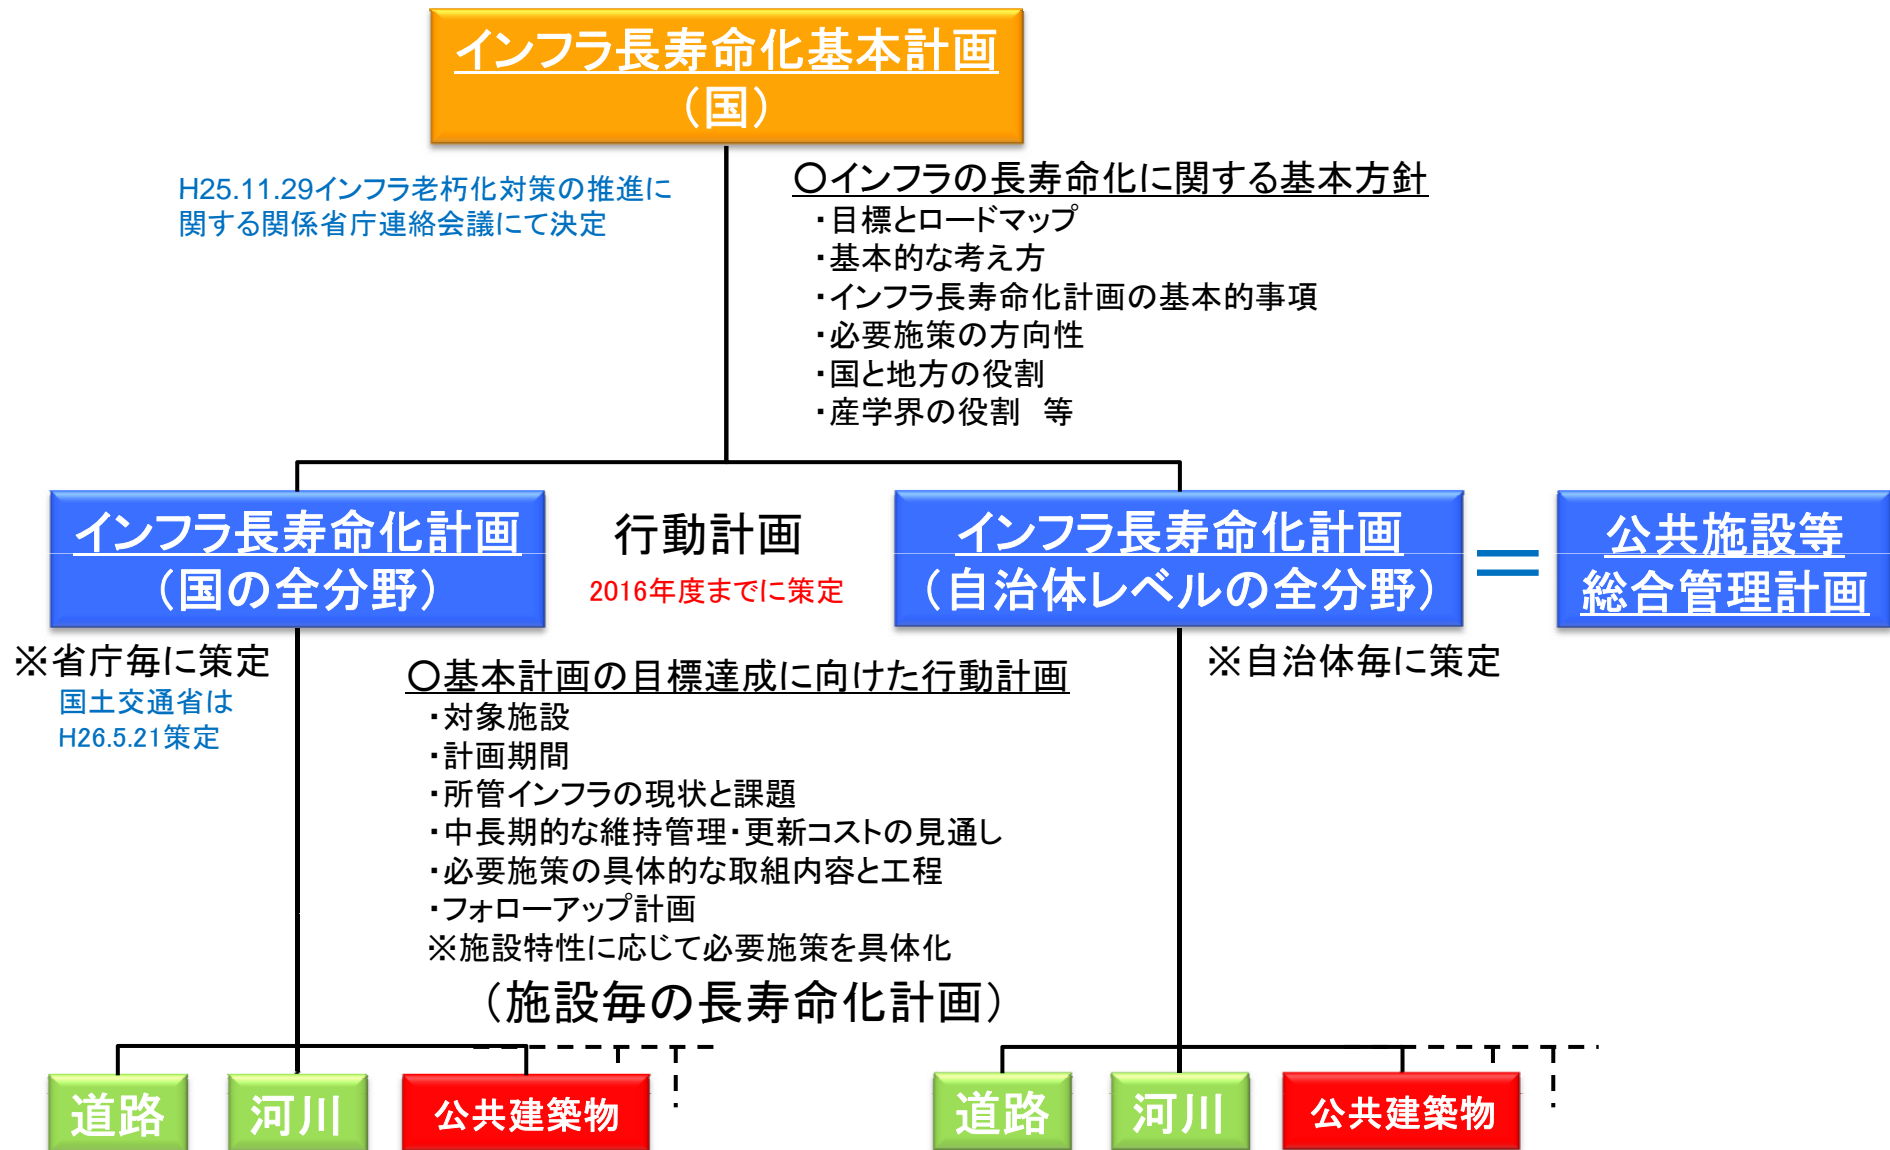 インフラ長寿命化基本計画
（国）
H25.11.29インフラ老朽化対策の推進に
関する関係省庁連絡会議にて決定
〇インフラの長寿命化に関する基本方針
・目標とロードマップ
・基本的な考え方
・インフラ長寿命化計画の基本的事項
・必要施策の方向性
・国と地方の役割
・産学界の役割　等
インフラ長寿命化計画
（国の全分野）
行動計画
2016年度までに策定
インフラ長寿命化計画
（自治体レベルの全分野）
＝
公共施設等
総合管理計画
※省庁毎に策定
国土交通省は
H26.5.21策定
〇基本計画の目標達成に向けた行動計画
・対象施設
・計画期間
・所管インフラの現状と課題
・中長期的な維持管理・更新コストの見通し
・必要施策の具体的な取組内容と工程
・フォローアップ計画
※施設特性に応じて必要施策を具体化
※自治体毎に策定
（施設毎の長寿命化計画）
道路
河川
公共建築物
道路
河川
公共建築物